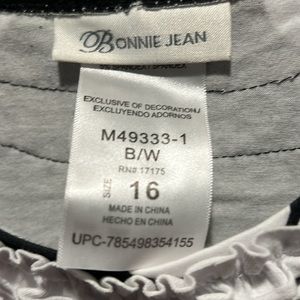 BONNIE JEAN
EXCLUSIVE OF DECORATION/
EXCLUYENDO ADORNOS
M49333-1
B/W
RN# 17175
SIZE 16
MADE IN CHINA
HECHO EN CHINA
UPC-785498354155